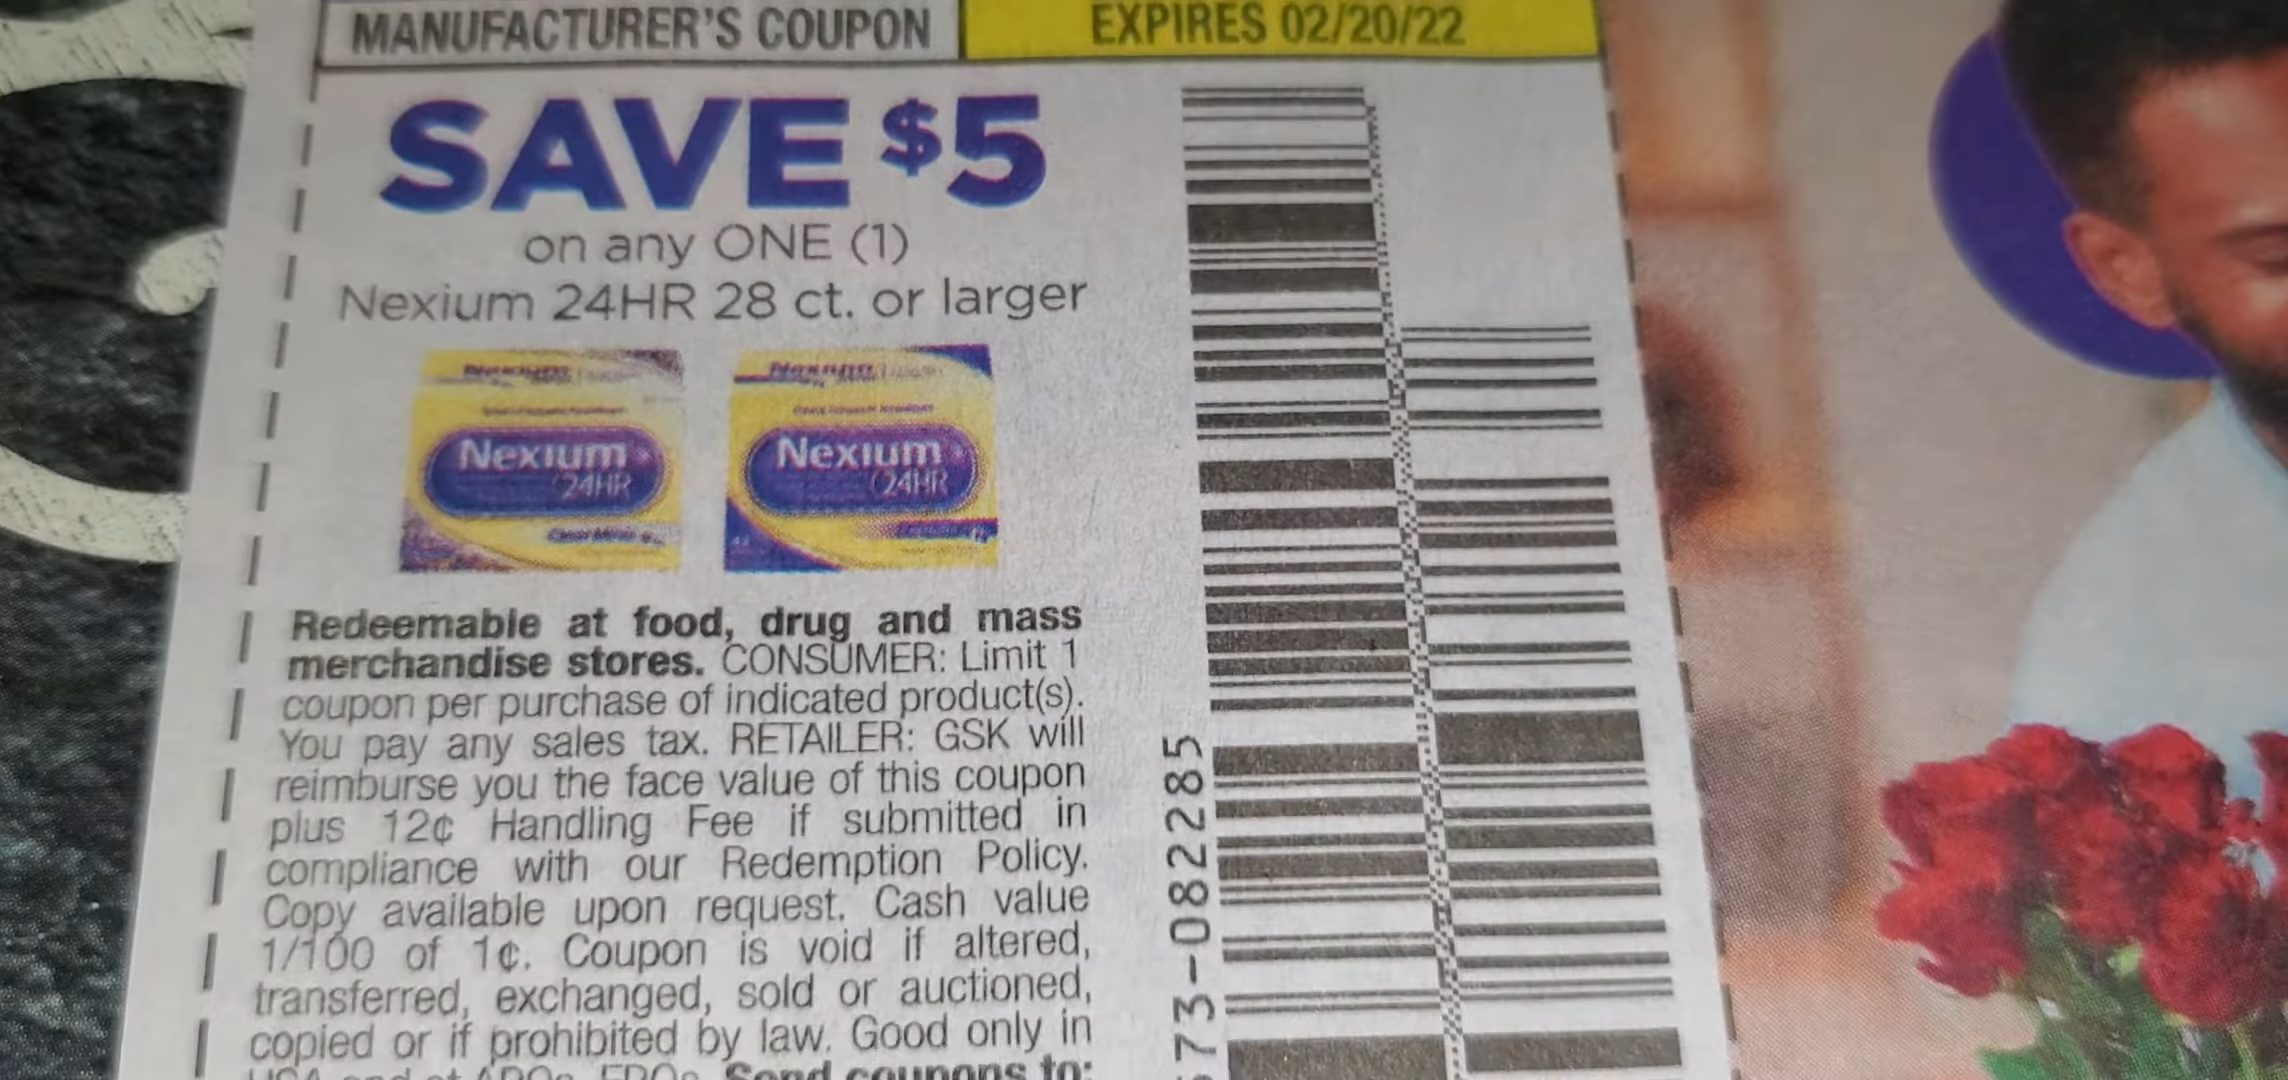 MANUFACTURER'S COUPON
EXPIRES 02/20/22
SAVE $5
on any ONE (1)
Nexium 24HR 28 ct. or larger
Nexium
24HR
Nexium
24HR
Redeemable at food, drug and mass
merchandise stores. CONSUMER: Limit 1
coupon per purchase of indicated product(s).
You pay any sales tax. RETAILER: GSK will
reimburse you the face value of this coupon
plus 12¢ Handling Fee if submitted in
compliance with our Redemption Policy.
Copy available upon request. Cash value
1/100 of 1¢. Coupon is void if altered,
transferred, exchanged, sold or auctioned,
copied or if prohibited by law. Good only in
Send coupons to:
73-082285